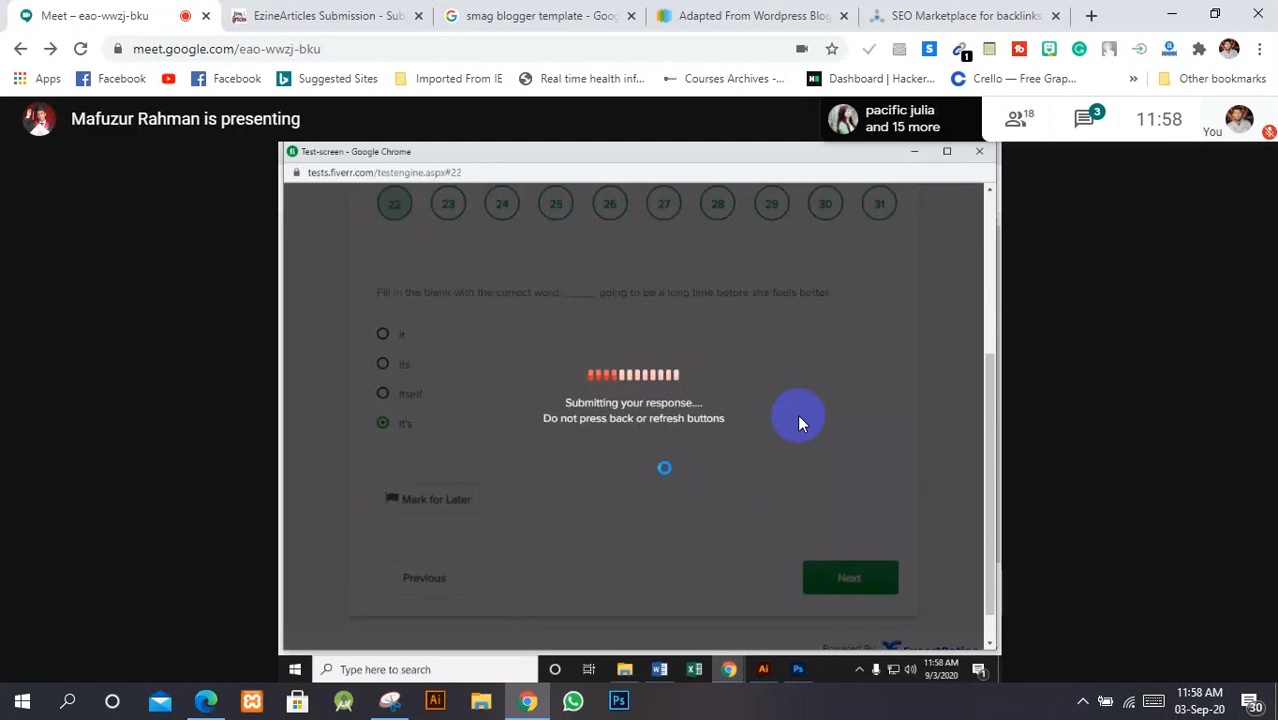 Meet – eao-wwzj-bku
EzineArticles Submission - Sub
smag blogger template - Goog
Adapted From Wordpress Blog
SEO Marketplace for backlinks
meet.google.com/eao-wwzj-bku
1
Apps
Facebook
Facebook
Suggested Sites
Imported From IE
Real time health inf...
Courses Archives -...
Dashboard | Hacker...
Crello — Free Grap...
»
Other bookmarks
Mafuzur Rahman is presenting
pacific julia
and 15 more
18
3
11:58
You
Test-screen - Google Chrome
tests.fiverr.com/testengine.aspx#22
22
23
24
25
26
27
28
29
30
31
Fill in the blank with the correct word. _____ going to be a long time before she feels better.
It
Its
Itself
It's
Submitting your response....
Do not press back or refresh buttons
Mark for Later
Previous
Next
Powered By
Type here to search
11:58 AM
9/3/2020
11:58 AM
03-Sep-20
30